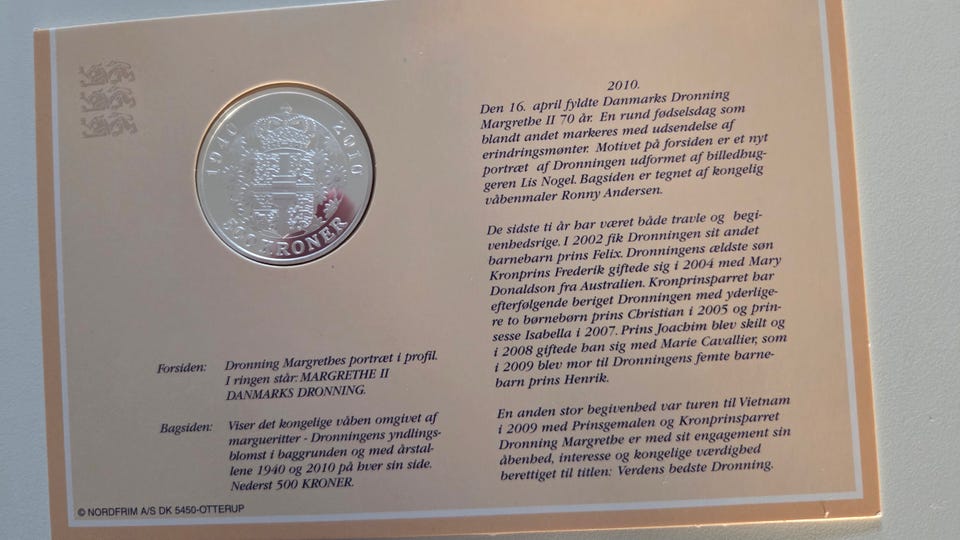 1940 2010
500 KRONER
2010.
Den 16. april fyldte Danmarks Dronning
Margrethe II 70 år. En rund fødselsdag som
blandt andet markeres med udsendelse af
erindringsmønter. Motivet på forsiden er et nyt
portræt af Dronningen udformet af billedhug-
geren Lis Nogel. Bagsiden er tegnet af kongelig
våbenmaler Ronny Andersen.
De sidste ti år har været både travle og begi-
venhedsrige. I 2002 fik Dronningen sit andet
barnebarn prins Felix. Dronningens ældste søn
Kronprins Frederik giftede sig i 2004 med Mary
Donaldson fra Australien. Kronprinsparret har
efterfølgende beriget Dronningen med yderlige-
re to børnebørn prins Christian i 2005 og prin-
sesse Isabella i 2007. Prins Joachim blev skilt og
i 2008 giftede han sig med Marie Cavallier, som
i 2009 blev mor til Dronningens femte barne-
barn prins Henrik.
En anden stor begivenhed var turen til Vietnam
i 2009 med Prinsgemalen og Kronprinsparret
Dronning Margrethe er med sit engagement sin
åbenhed, interesse og kongelige værdighed
berettiget til titlen: Verdens bedste Dronning.
Forsiden: Dronning Margrethes portræt i profil.
I ringen står: MARGRETHE II
DANMARKS DRONNING.
Bagsiden: Viser det kongelige våben omgivet af
margueritter - Dronningens yndlings-
blomst i baggrunden og med årstal-
lene 1940 og 2010 på hver sin side.
Nederst 500 KRONER.
© NORDFRIM A/S DK 5450-OTTERUP